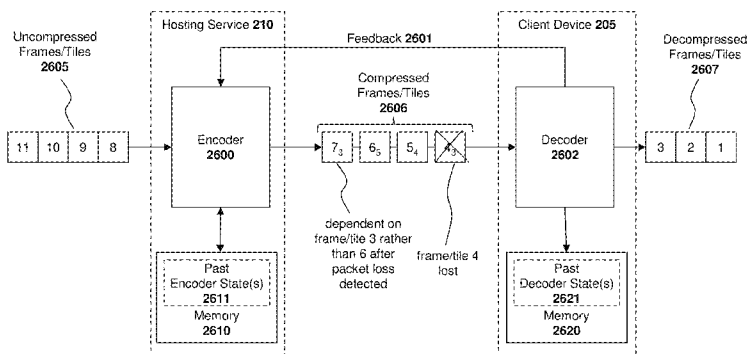 Hosting Service 210
Client Device 205
Uncompressed
Frames/Tiles
2605
Feedback 2601
Decompressed
Frames/Tiles
2607
Compressed
Frames/Tiles
2606
Encoder
2600
Decoder
2602
11 10 9 8
7₃ 6₅ 5₄ 4₃
3 2 1
dependent on
frame/tile 3 rather
than 6 after
packet loss
detected
frame/tile 4
lost
Past
Encoder State(s)
2611
Memory
2610
Past
Decoder State(s)
2621
Memory
2620